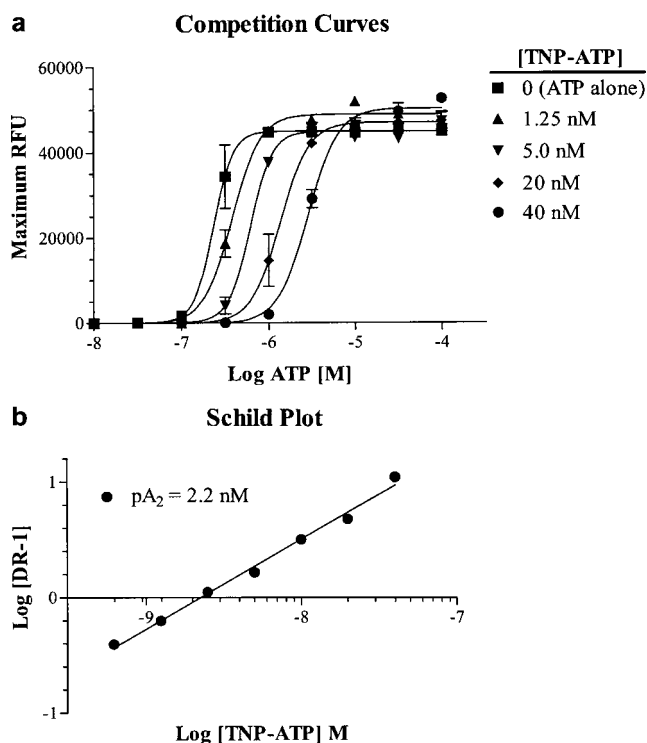 a
Competition Curves
[TNP-ATP]
0 (ATP alone)
1.25 nM
5.0 nM
20 nM
40 nM
Maximum RFU
60000
40000
20000
0
-8 -7 -6 -5 -4
Log ATP [M]
b
Schild Plot
pA₂ = 2.2 nM
Log [DR-1]
1
0
-1
-9 -8 -7
Log [TNP-ATP] M